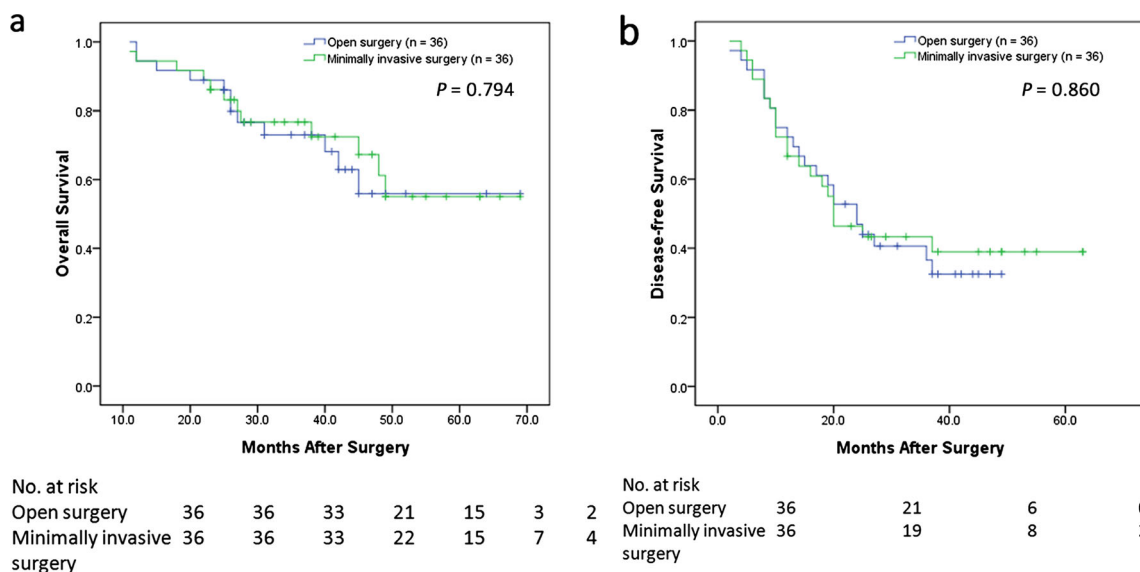 a
Open surgery (n = 36)
Minimally invasive surgery (n = 36)
P = 0.794
Overall Survival
1.0
0.8
0.6
0.4
0.2
0.0
10.0 20.0 30.0 40.0 50.0 60.0 70.0
Months After Surgery
No. at risk
Open surgery 36 36 33 21 15 3 2
Minimally invasive 36 36 33 22 15 7 4
surgery
b
Open surgery (n = 36)
Minimally invasive surgery (n = 36)
P = 0.860
Disease-free Survival
1.0
0.8
0.6
0.4
0.2
0.0
0.0 20.0 40.0 60.0
Months After Surgery
No. at risk
Open surgery 36 21 6
Minimally invasive 36 19 8
surgery